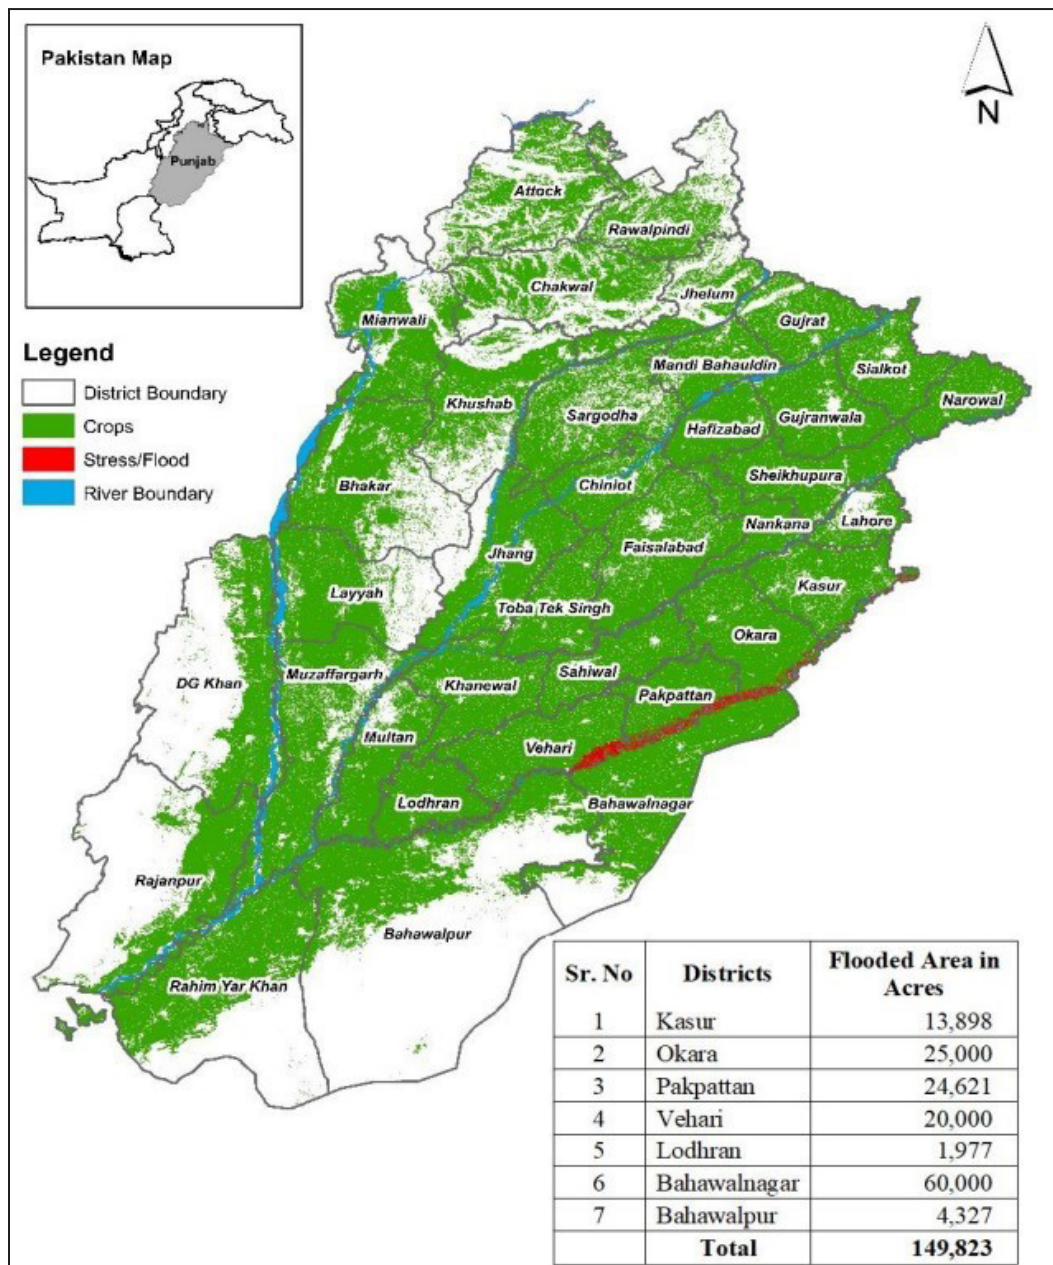 Pakistan Map
Punjab
N
Legend
District Boundary
Crops
Stress/Flood
River Boundary
Attock
Rawalpindi
Chakwal
Jhelum
Mianwali
Gujrat
Mandi Bahauldin
Sialkot
Khushab
Sargodha
Narowal
Gujranwala
Hafizabad
Sheikhupura
Bhakar
Chiniot
Lahore
Nankana
Faisalabad
Jhang
Kasur
Layyah
Toba Tek Singh
Okara
DG Khan
Muzaffargarh
Khanewal
Sahiwal
Pakpattan
Multan
Vehari
Lodhran
Bahawalnagar
Rajanpur
Bahawalpur
Rahim Yar Khan
Sr. No Districts Flooded Area in
Acres
1 Kasur 13,898
2 Okara 25,000
3 Pakpattan 24,621
4 Vehari 20,000
5 Lodhran 1,977
6 Bahawalnagar 60,000
7 Bahawalpur 4,327
Total 149,823